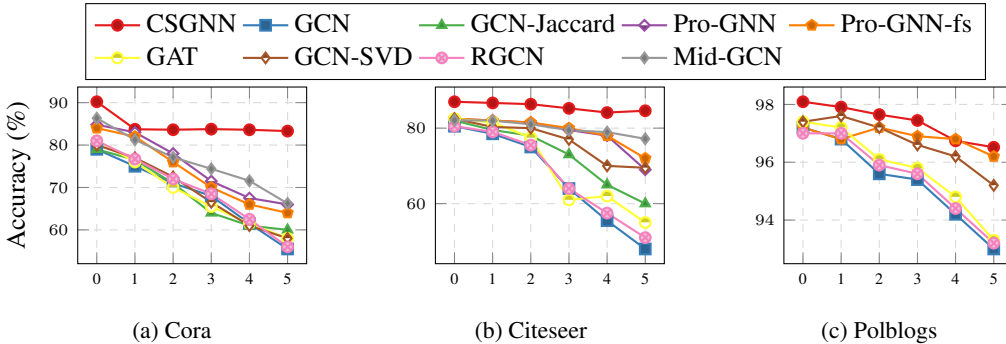 CSGNN GCN GCN-Jaccard Pro-GNN Pro-GNN-fs
GAT GCN-SVD RGCN Mid-GCN
Accuracy (%)
90
80
70
60
0 1 2 3 4 5
(a) Cora
80
60
0 1 2 3 4 5
(b) Citeseer
98
96
94
0 1 2 3 4 5
(c) Polblogs